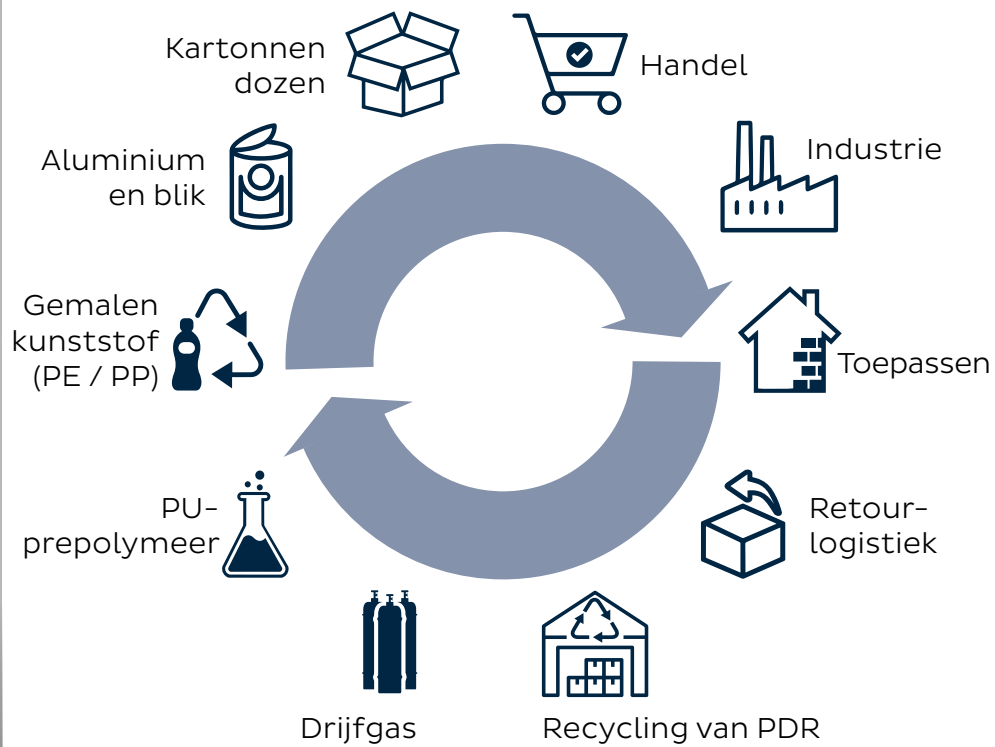 Kartonnen
dozen
Handel
Aluminium
en blik
Industrie
Gemalen
kunststof
(PE / PP)
Toepassen
PU-
prepolymeer
Retour-
logistiek
Drijfgas
Recycling van PDR